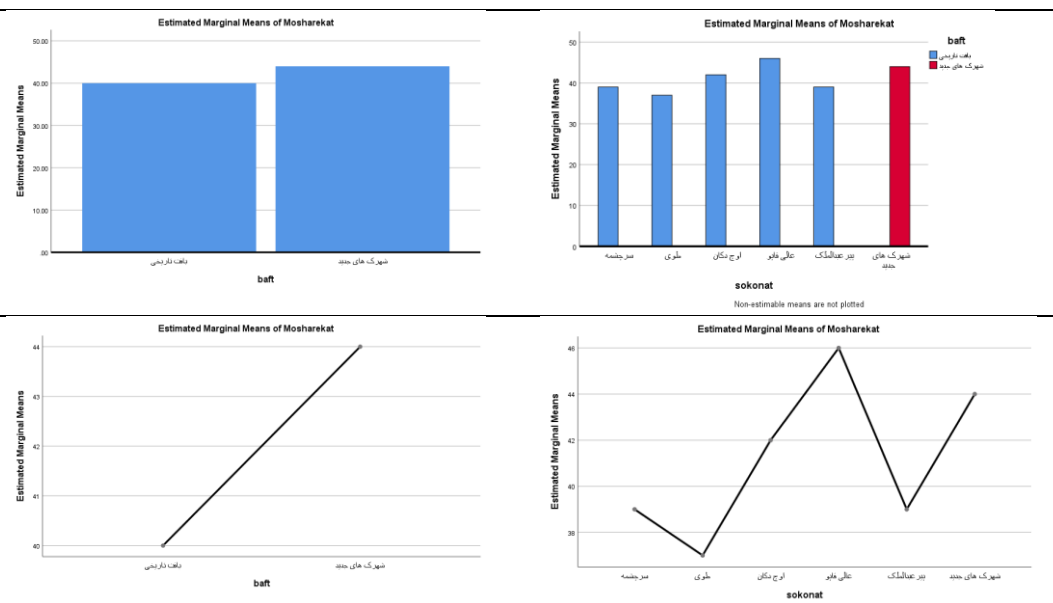 Estimated Marginal Means of Mosharekat
Estimated Marginal Means
50.00
40.00
30.00
20.00
10.00
.00
بافت تاریخی
شهرک های جدید
baft
Estimated Marginal Means of Mosharekat
Estimated Marginal Means
50
40
30
20
10
0
سرچشمه
ملوی
اوچ دکان
عالی قاپو
پیر عبدالملک
شهرک های
جدید
sokonat
Non-estimable means are not plotted
baft
بافت تاریخی
شهرک های جدید
Estimated Marginal Means of Mosharekat
Estimated Marginal Means
44
43
42
41
40
بافت تاریخی
شهرک های جدید
baft
Estimated Marginal Means of Mosharekat
Estimated Marginal Means
46
44
42
40
38
سرچشمه
ملوی
اوچ دکان
عالی قاپو
پیر عبدالملک
شهرک های جدید
sokonat